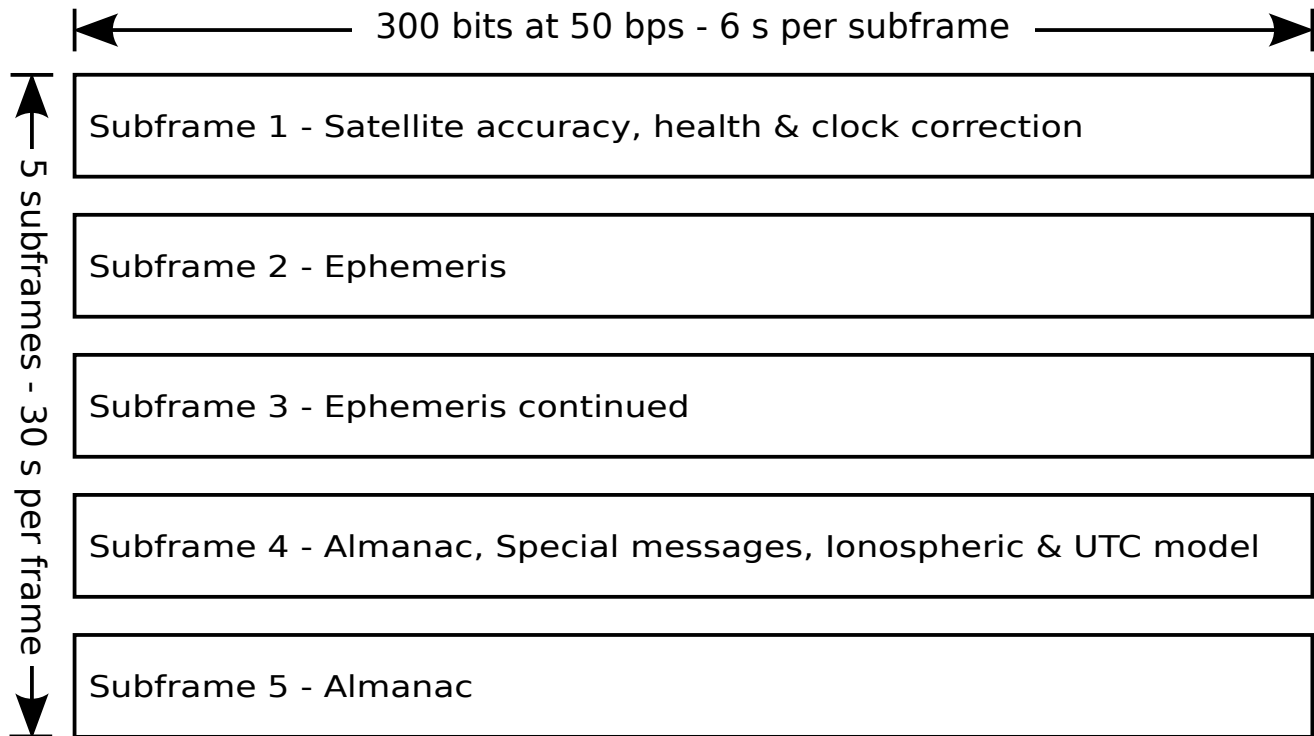 300 bits at 50 bps - 6 s per subframe
5 subframes - 30 s per frame
Subframe 1 - Satellite accuracy, health & clock correction
Subframe 2 - Ephemeris
Subframe 3 - Ephemeris continued
Subframe 4 - Almanac, Special messages, Ionospheric & UTC model
Subframe 5 - Almanac